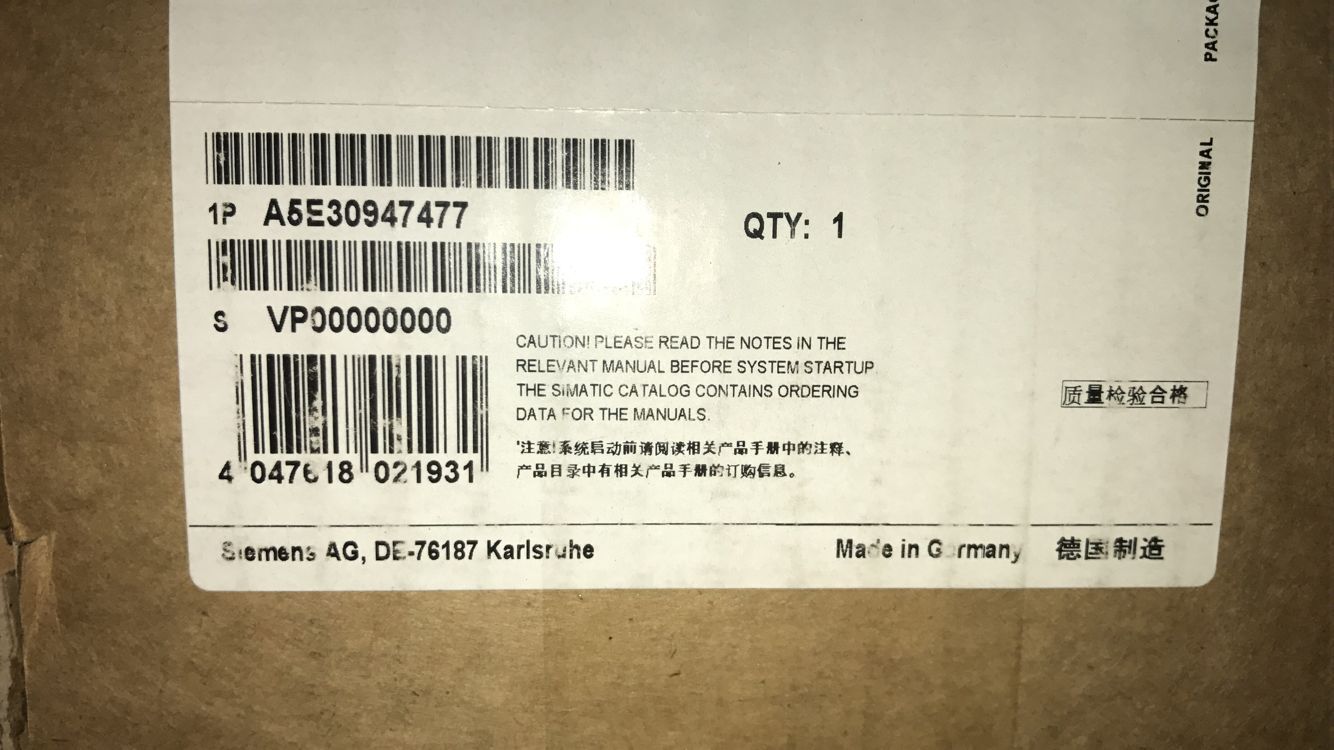 PACKAG
ORIGINAL
1P A5E30947477
QTY: 1
S VP00000000
CAUTION! PLEASE READ THE NOTES IN THE
RELEVANT MANUAL BEFORE SYSTEM STARTUP
THE SIMATIC CATALOG CONTAINS ORDERING
DATA FOR THE MANUALS.
质量检验合格
'注意!系统启动前请阅读相关产品手册中的注释、
产品目录中有相关产品手册的订购信息。
4 047618 021931
Siemens AG, DE-76187 Karlsruhe
Made in Germany 德国制造